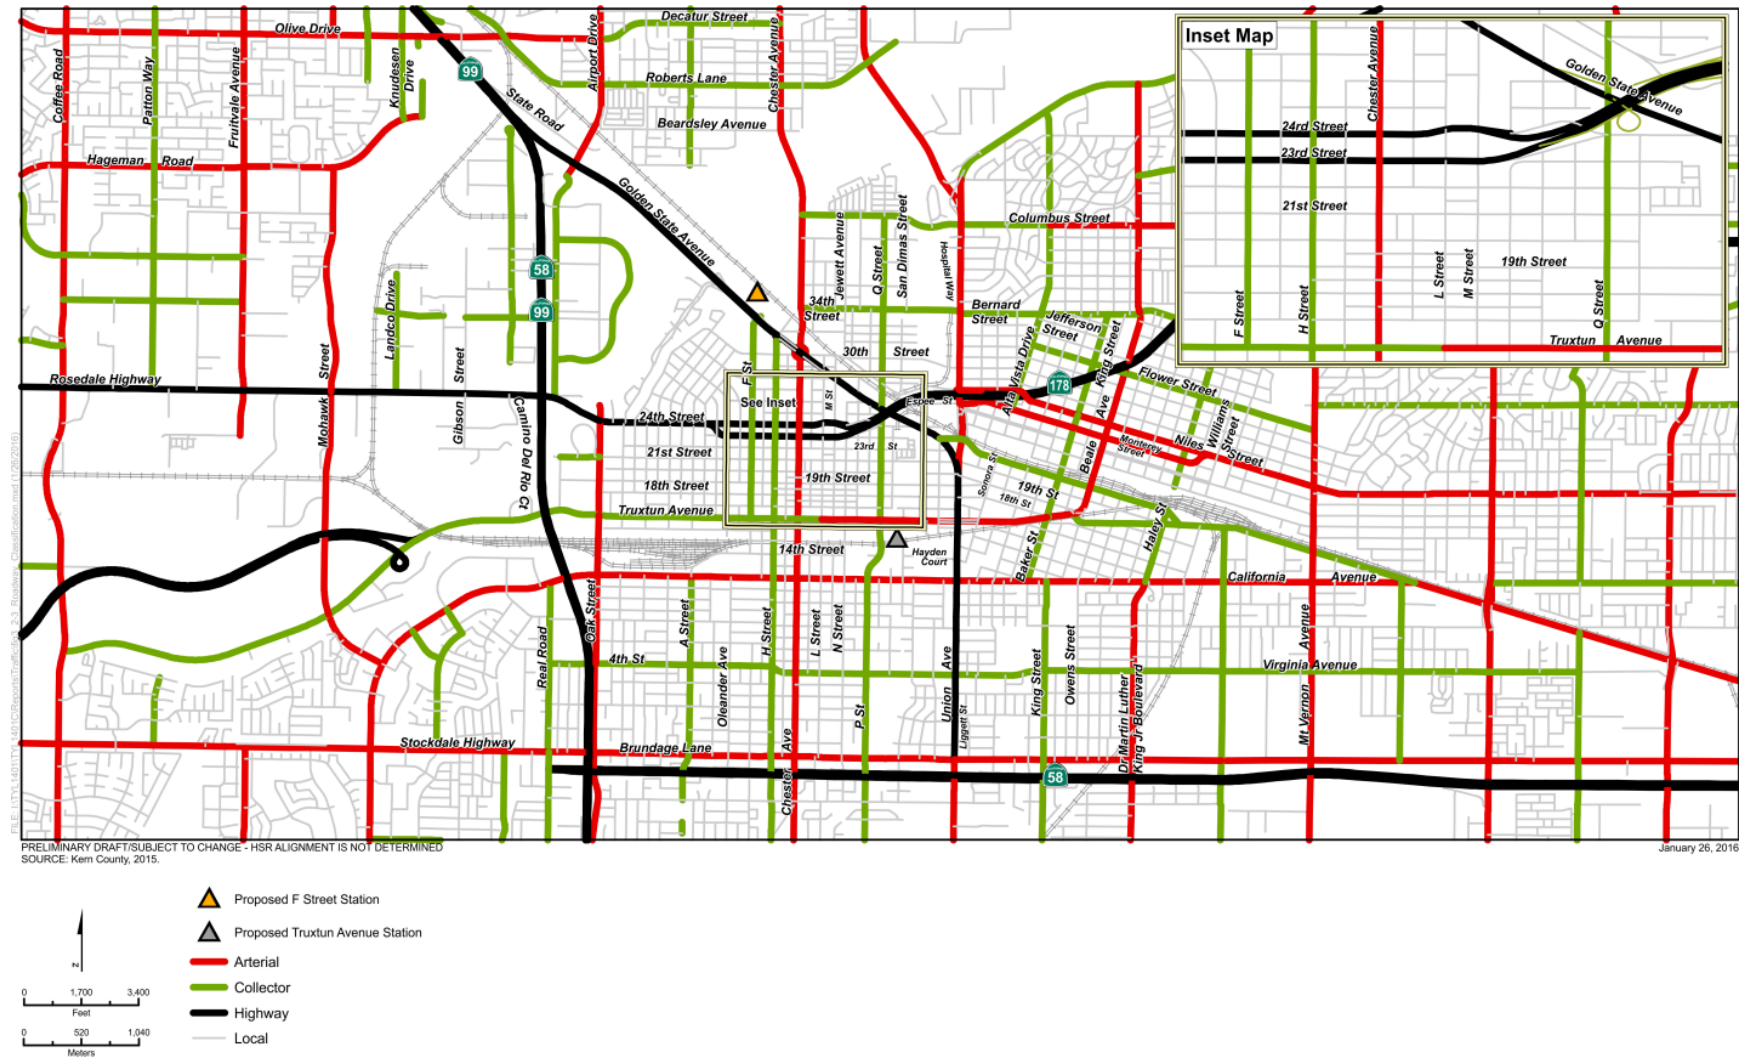 Olive Drive
Decatur Street
Coffee Road
Patton Way
Fruitvale Avenue
Knudesen
Drive
99
State Road
Airport Drive
Roberts Lane
Chester Avenue
Beardsley Avenue
Hageman Road
Golden State Avenue
Columbus Street
Jewett Avenue
Q Street
San Dimas Street
Hospital Way
58
99
Landco Drive
34th
Street
Bernard
Street
Jefferson
Street
30th Street
Gibson Street
Mohawk Street
Rosedale Highway
F St
See Inset
M St
Espee St
Alta Vista Drive
178
King Street
Flower Street
Camino Del Rio Ct
24th Street
23rd St
21st Street
19th Street
18th Street
Truxtun Avenue
Beale Ave
Monterey
Street
Niles Street
Williams
Street
Sonora St
19th St
18th St
14th Street
Hayden
Court
Baker St
Haley St
California Avenue
Oak Street
Real Road
A Street
H Street
L Street
N Street
4th St
Oleander Ave
P St
Union Ave
Liggett St
King Street
Owens Street
Dr Martin Luther
King Jr Boulevard
Mt Vernon Avenue
Virginia Avenue
Stockdale Highway
Brundage Lane
Chester Ave
58
Inset Map
Chester Avenue
Golden State Avenue
24rd Street
23rd Street
21st Street
19th Street
F Street
H Street
L Street
M Street
Q Street
Truxtun Avenue
PRELIMINARY DRAFT/SUBJECT TO CHANGE - HSR ALIGNMENT IS NOT DETERMINED
SOURCE: Kern County, 2015.
January 26, 2016
Proposed F Street Station
Proposed Truxtun Avenue Station
Arterial
Collector
Highway
Local
N
0 1,700 3,400
Feet
0 520 1,040
Meters